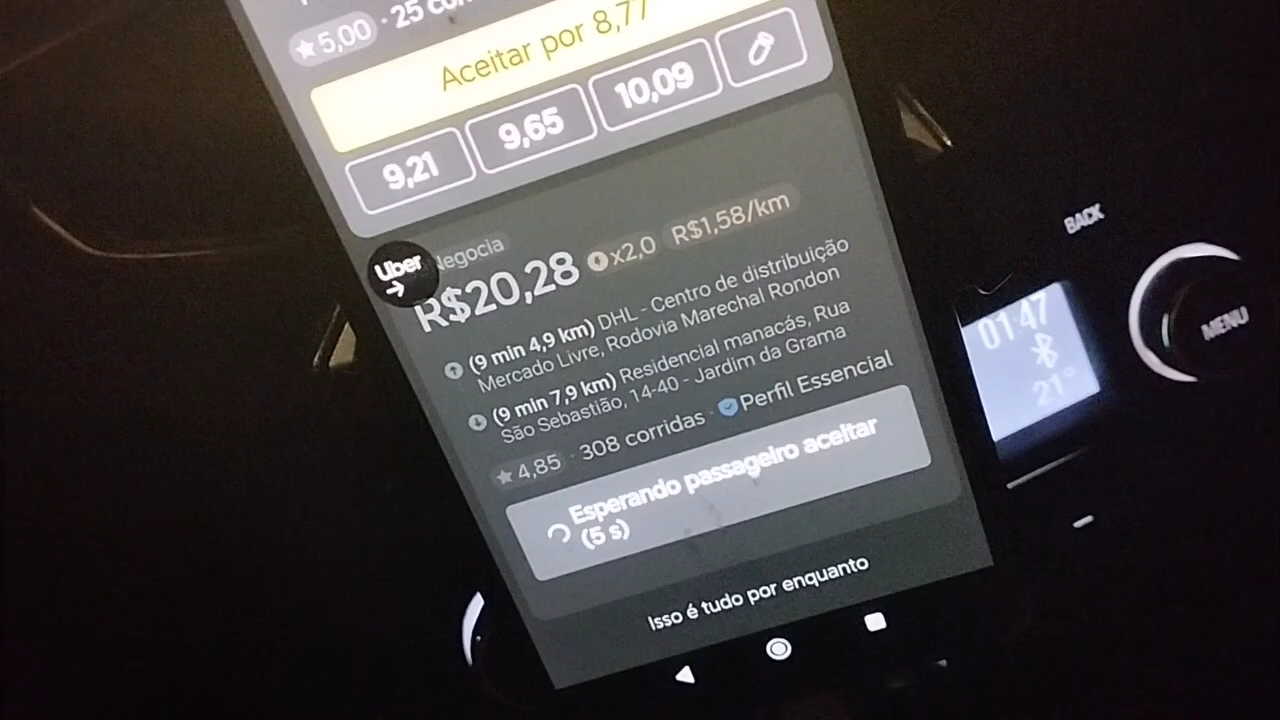 5,00 · 25
Aceitar por 8,77
9,21 9,65 10,09
Uber
Negocia
R$20,28 x2,0 R$1,58/km
(9 min 4,9 km) DHL - Centro de distribuição
Mercado Livre, Rodovia Marechal Rondon
(9 min 7,9 km) Residencial manacás, Rua
São Sebastião, 14-40 - Jardim da Grama
4,85 · 308 corridas · Perfil Essencial
Esperando passageiro aceitar
(5 s)
Isso é tudo por enquanto
BACK
MENU
01:47
21°